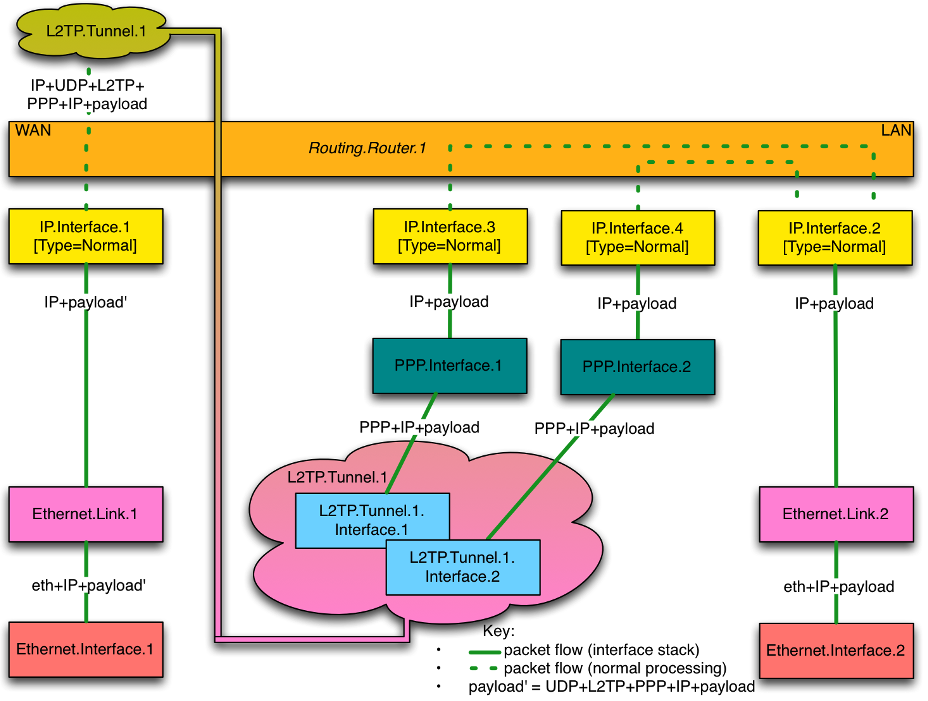 L2TP.Tunnel.1
IP+UDP+L2TP+
PPP+IP+payload
WAN
LAN
Routing.Router.1
IP.Interface.1
[Type=Normal]
IP.Interface.3
[Type=Normal]
IP.Interface.4
[Type=Normal]
IP.Interface.2
[Type=Normal]
IP+payload'
IP+payload
IP+payload
IP+payload
PPP.Interface.1
PPP.Interface.2
PPP+IP+payload
PPP+IP+payload
L2TP.Tunnel.1
L2TP.Tunnel.1.
Interface.1
L2TP.Tunnel.1.
Interface.2
Ethernet.Link.1
Ethernet.Link.2
eth+IP+payload'
eth+IP+payload
Ethernet.Interface.1
Ethernet.Interface.2
Key:
• packet flow (interface stack)
• packet flow (normal processing)
• payload' = UDP+L2TP+PPP+IP+payload